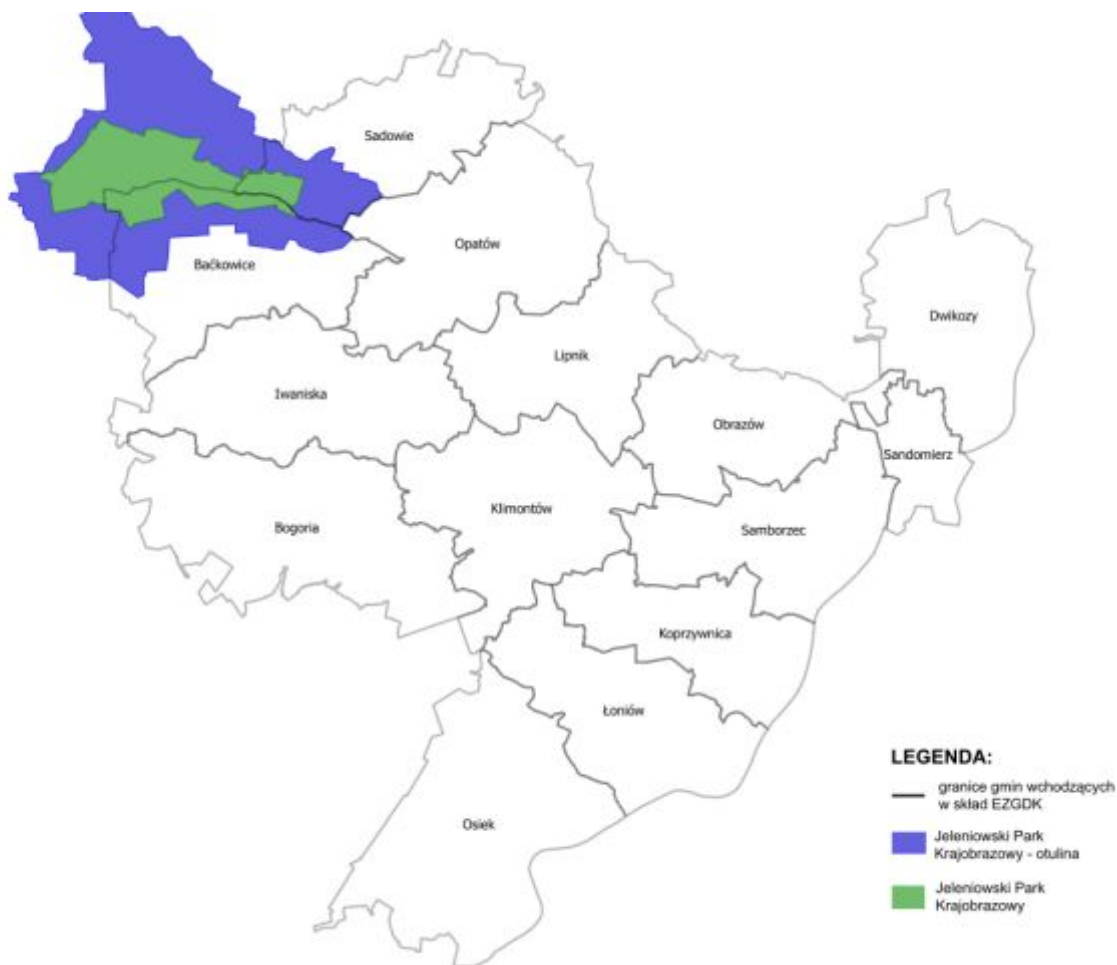 Sadowie
Opatów
Baćkowice
Dwikozy
Lipnik
Iwaniska
Obrazów
Sandomierz
Klimontów
Bogoria
Samborzec
Koprzywnica
Łoniów
Osiek
LEGENDA:
granice gmin wchodzących
w skład EZGDK
Jeleniowski Park
Krajobrazowy - otulina
Jeleniowski Park
Krajobrazowy